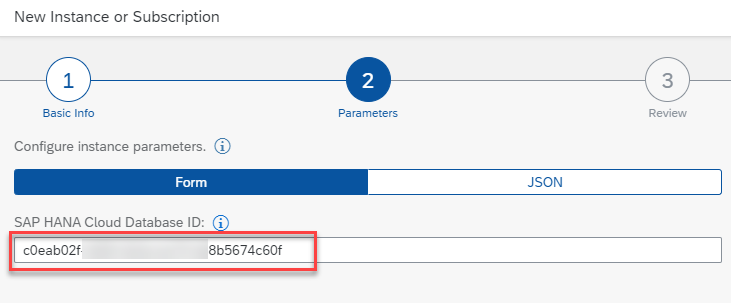 New Instance or Subscription
1 2 3
Basic Info Parameters Review
Configure instance parameters.
Form JSON
SAP HANA Cloud Database ID:
c0eab02f- 8b5674c60f